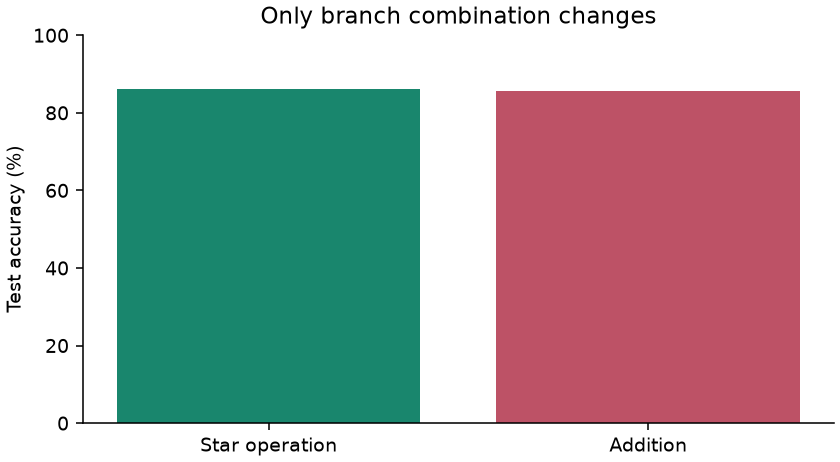 Only branch combination changes
Test accuracy (%)
100
80
60
40
20
0
Star operation
Addition